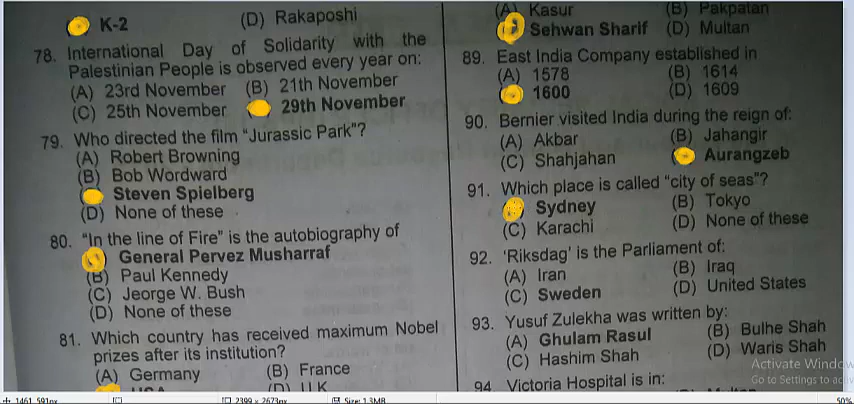 K-2 (D) Rakaposhi
78. International Day of Solidarity with the
Palestinian People is observed every year on:
(A) 23rd November (B) 21th November
(C) 25th November 29th November
79. Who directed the film "Jurassic Park"?
(A) Robert Browning
(B) Bob Wordward
Steven Spielberg
(D) None of these
80. "In the line of Fire" is the autobiography of
General Pervez Musharraf
(B) Paul Kennedy
(C) Jeorge W. Bush
(D) None of these
81. Which country has received maximum Nobel
prizes after its institution?
(A) Germany (B) France
USA (D) U.K
(A) Kasur (B) Pakpatan
Sehwan Sharif (D) Multan
89. East India Company established in
(A) 1578 (B) 1614
1600 (D) 1609
90. Bernier visited India during the reign of:
(A) Akbar (B) Jahangir
(C) Shahjahan Aurangzeb
91. Which place is called "city of seas"?
Sydney (B) Tokyo
(C) Karachi (D) None of these
92. 'Riksdag' is the Parliament of:
(A) Iran (B) Iraq
(C) Sweden (D) United States
93. Yusuf Zulekha was written by:
(A) Ghulam Rasul (B) Bulhe Shah
(C) Hashim Shah (D) Waris Shah
94 Victoria Hospital is in:
Activate Window
Go to Settings to
1461, 591px 2399 × 2673px Size: 1.3MB 50%